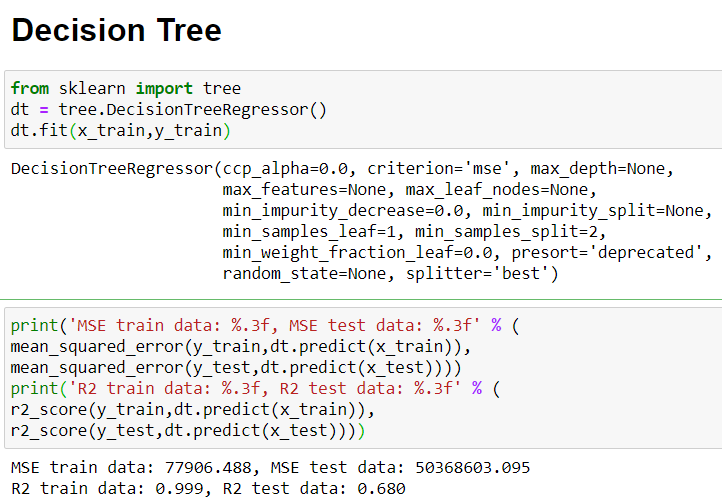 Decision Tree
from sklearn import tree
dt = tree.DecisionTreeRegressor()
dt.fit(x_train,y_train)
DecisionTreeRegressor(ccp_alpha=0.0, criterion='mse', max_depth=None,
max_features=None, max_leaf_nodes=None,
min_impurity_decrease=0.0, min_impurity_split=None,
min_samples_leaf=1, min_samples_split=2,
min_weight_fraction_leaf=0.0, presort='deprecated',
random_state=None, splitter='best')
print('MSE train data: %.3f, MSE test data: %.3f' % (
mean_squared_error(y_train,dt.predict(x_train)),
mean_squared_error(y_test,dt.predict(x_test))))
print('R2 train data: %.3f, R2 test data: %.3f' % (
r2_score(y_train,dt.predict(x_train)),
r2_score(y_test,dt.predict(x_test))))
MSE train data: 77906.488, MSE test data: 50368603.095
R2 train data: 0.999, R2 test data: 0.680